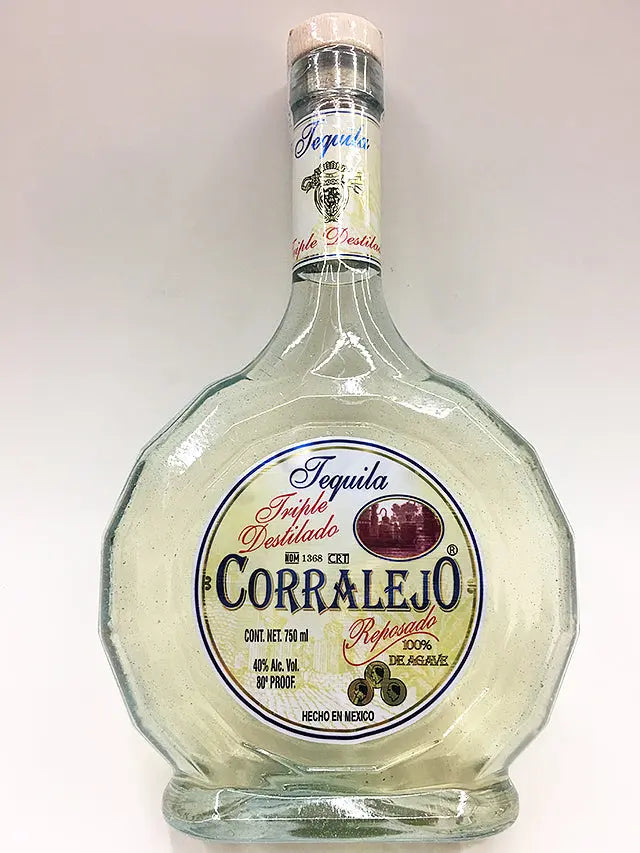 Tequila
Triple Destilado
Tequila
Triple
Destilado
NOM 1368 CRT
CORRALEJO®
CONT. NET. 750 ml
Reposado
100%
DE AGAVE
40% Alc. Vol.
80° PROOF.
HECHO EN MEXICO